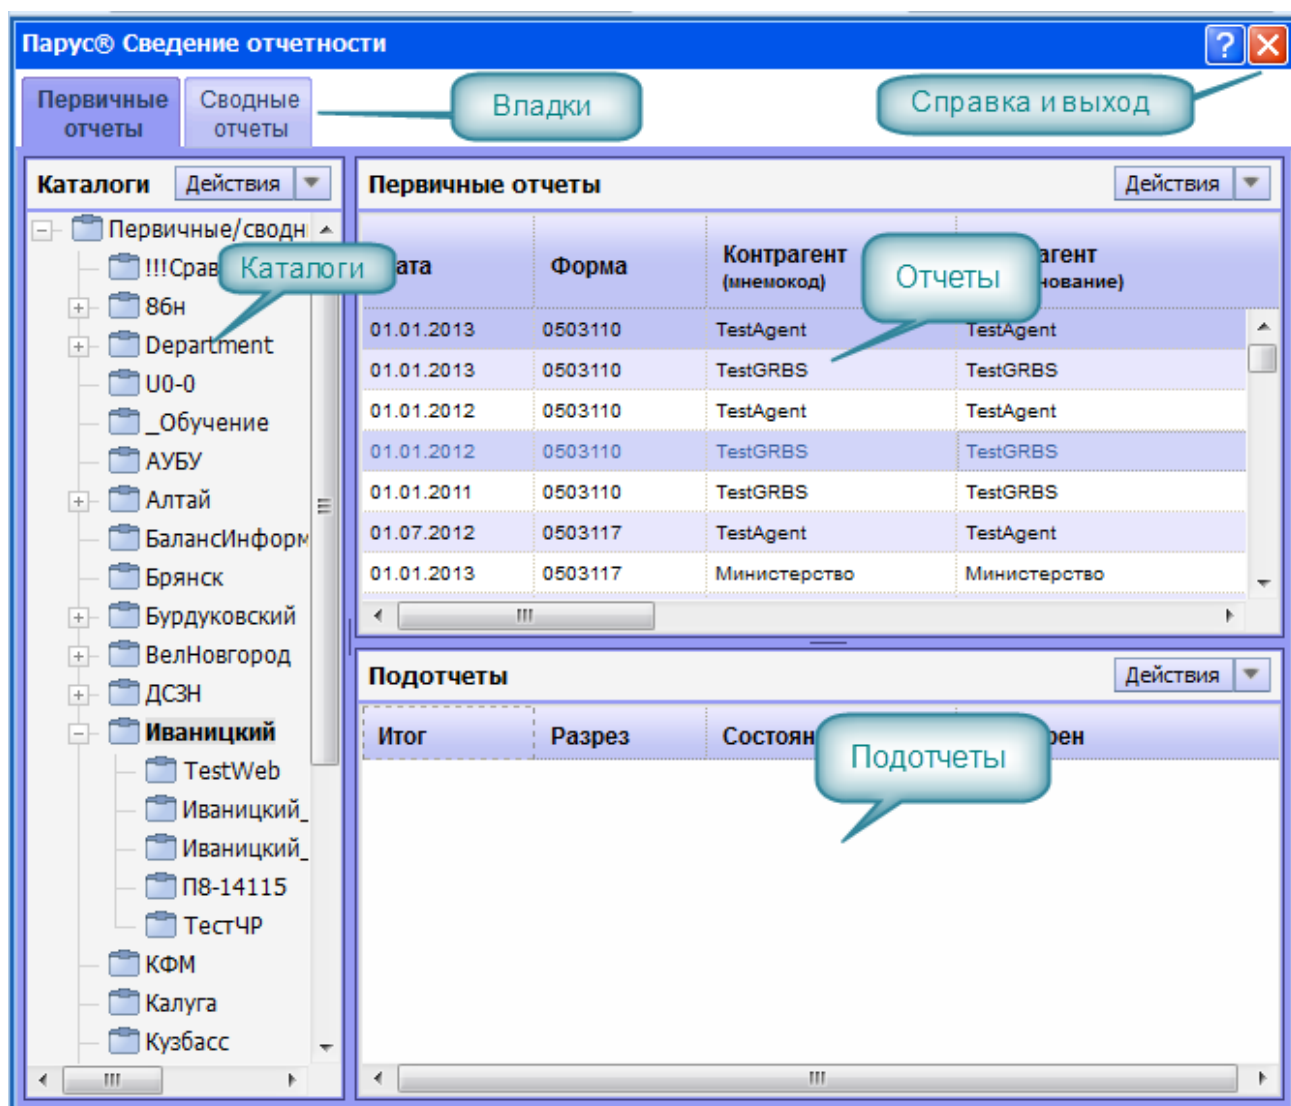 Парус® Сведение отчетности
?
Первичные отчеты
Сводные отчеты
Владки
Справка и выход
Каталоги
Действия
Первичные/сводн
!!!Срав
Каталоги
86н
Department
U0-0
_Обучение
АУБУ
Алтай
БалансИнформ
Брянск
Бурдуковский
ВелНовгород
ДСЗН
Иваницкий
TestWeb
Иваницкий_
Иваницкий_
П8-14115
ТестЧР
КФМ
Калуга
Кузбасс
Первичные отчеты
Действия
ата Форма Контрагент (мнемокод) агент нование)
Отчеты
01.01.2013 0503110 TestAgent TestAgent
01.01.2013 0503110 TestGRBS TestGRBS
01.01.2012 0503110 TestAgent TestAgent
01.01.2012 0503110 TestGRBS TestGRBS
01.01.2011 0503110 TestGRBS TestGRBS
01.07.2012 0503117 TestAgent TestAgent
01.01.2013 0503117 Министерство Министерство
Подотчеты
Действия
Итог Разрез Состоян рен
Подотчеты